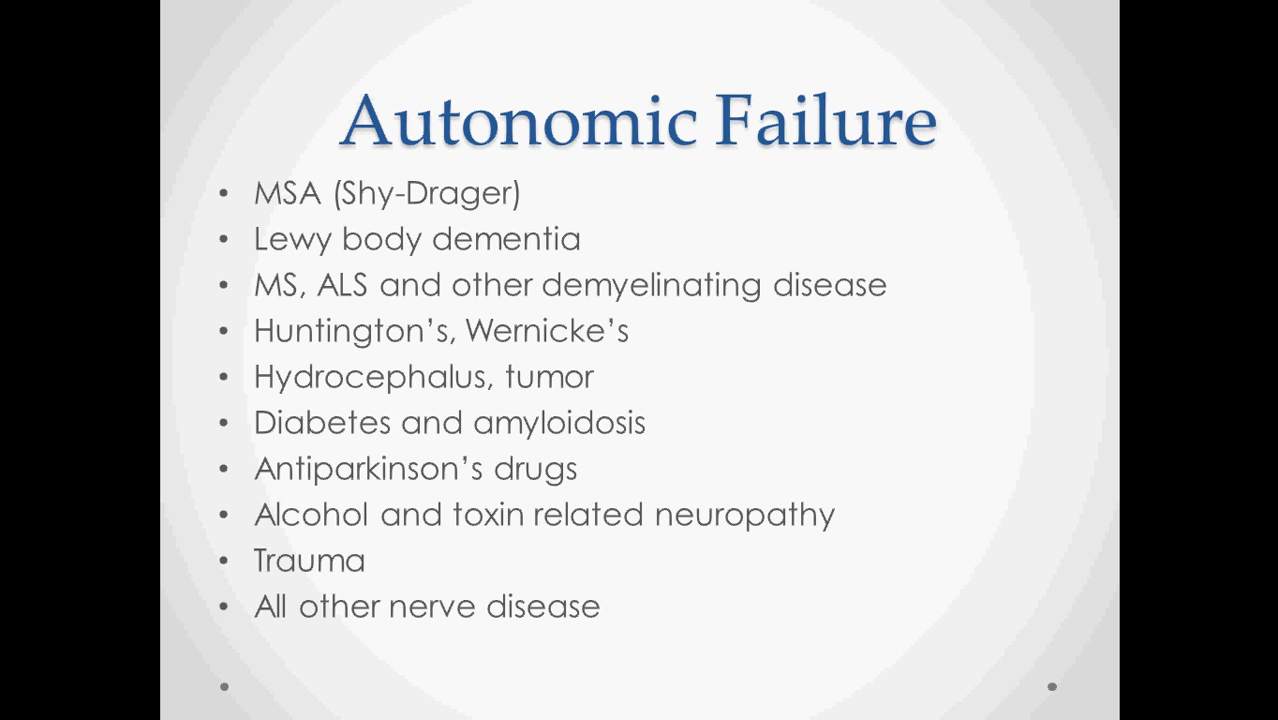 Autonomic Failure
• MSA (Shy-Drager)
• Lewy body dementia
• MS, ALS and other demyelinating disease
• Huntington’s, Wernicke’s
• Hydrocephalus, tumor
• Diabetes and amyloidosis
• Antiparkinson’s drugs
• Alcohol and toxin related neuropathy
• Trauma
• All other nerve disease